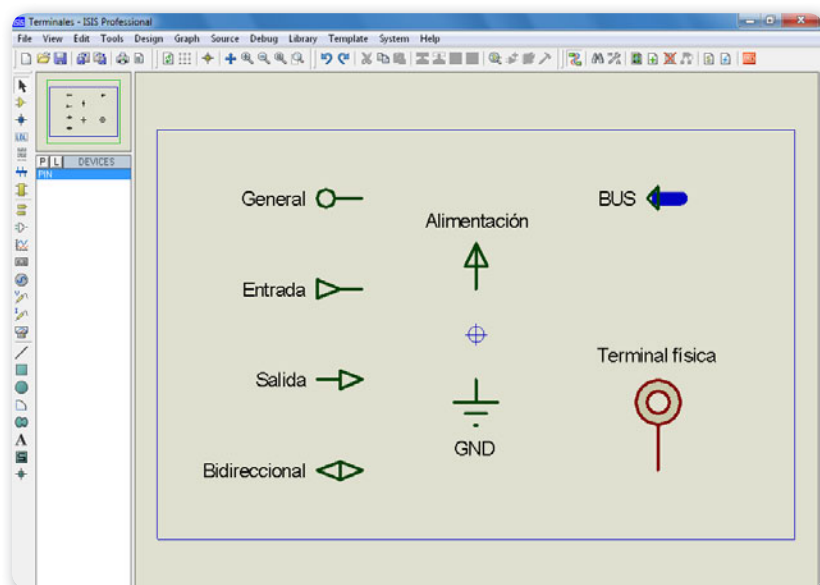 Terminales - ISIS Professional
File View Edit Tools Design Graph Source Debug Library Template System Help
P L DEVICES
PIN
General
BUS
Alimentación
Entrada
Terminal física
Salida
GND
Bidireccional
A